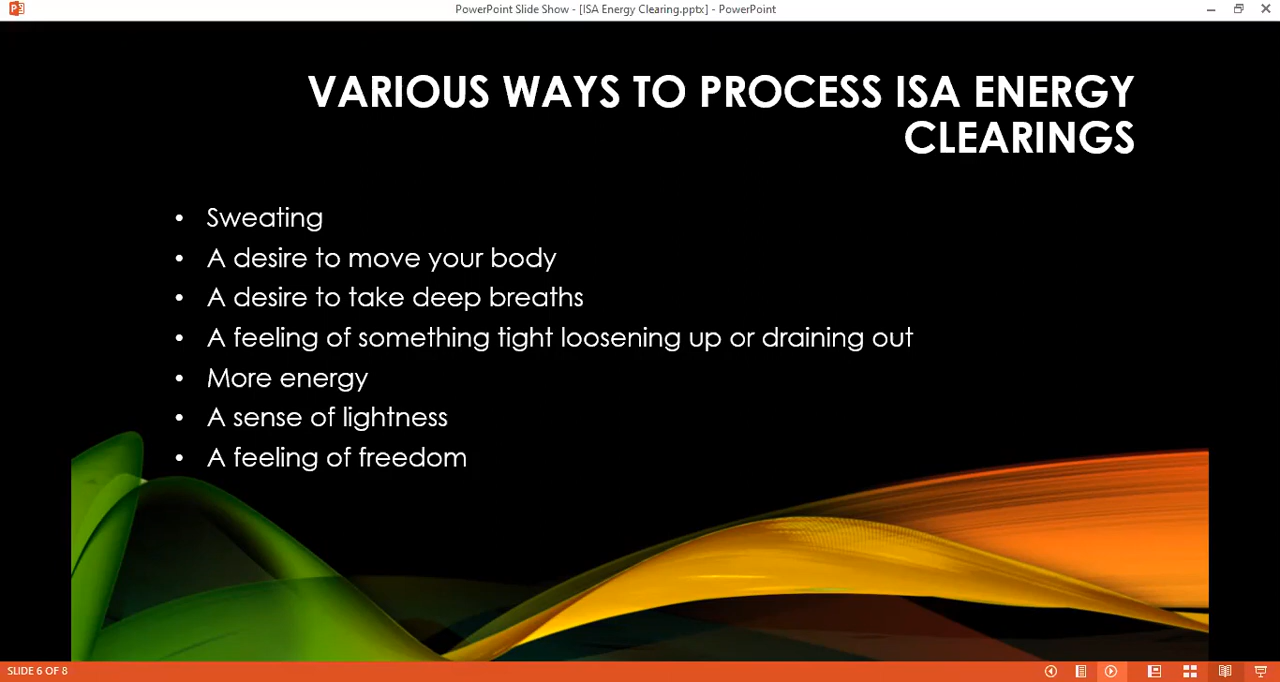 PowerPoint Slide Show - [ISA Energy Clearing.pptx] - PowerPoint
VARIOUS WAYS TO PROCESS ISA ENERGY
CLEARINGS
• Sweating
• A desire to move your body
• A desire to take deep breaths
• A feeling of something tight loosening up or draining out
• More energy
• A sense of lightness
• A feeling of freedom
SLIDE 6 OF 8